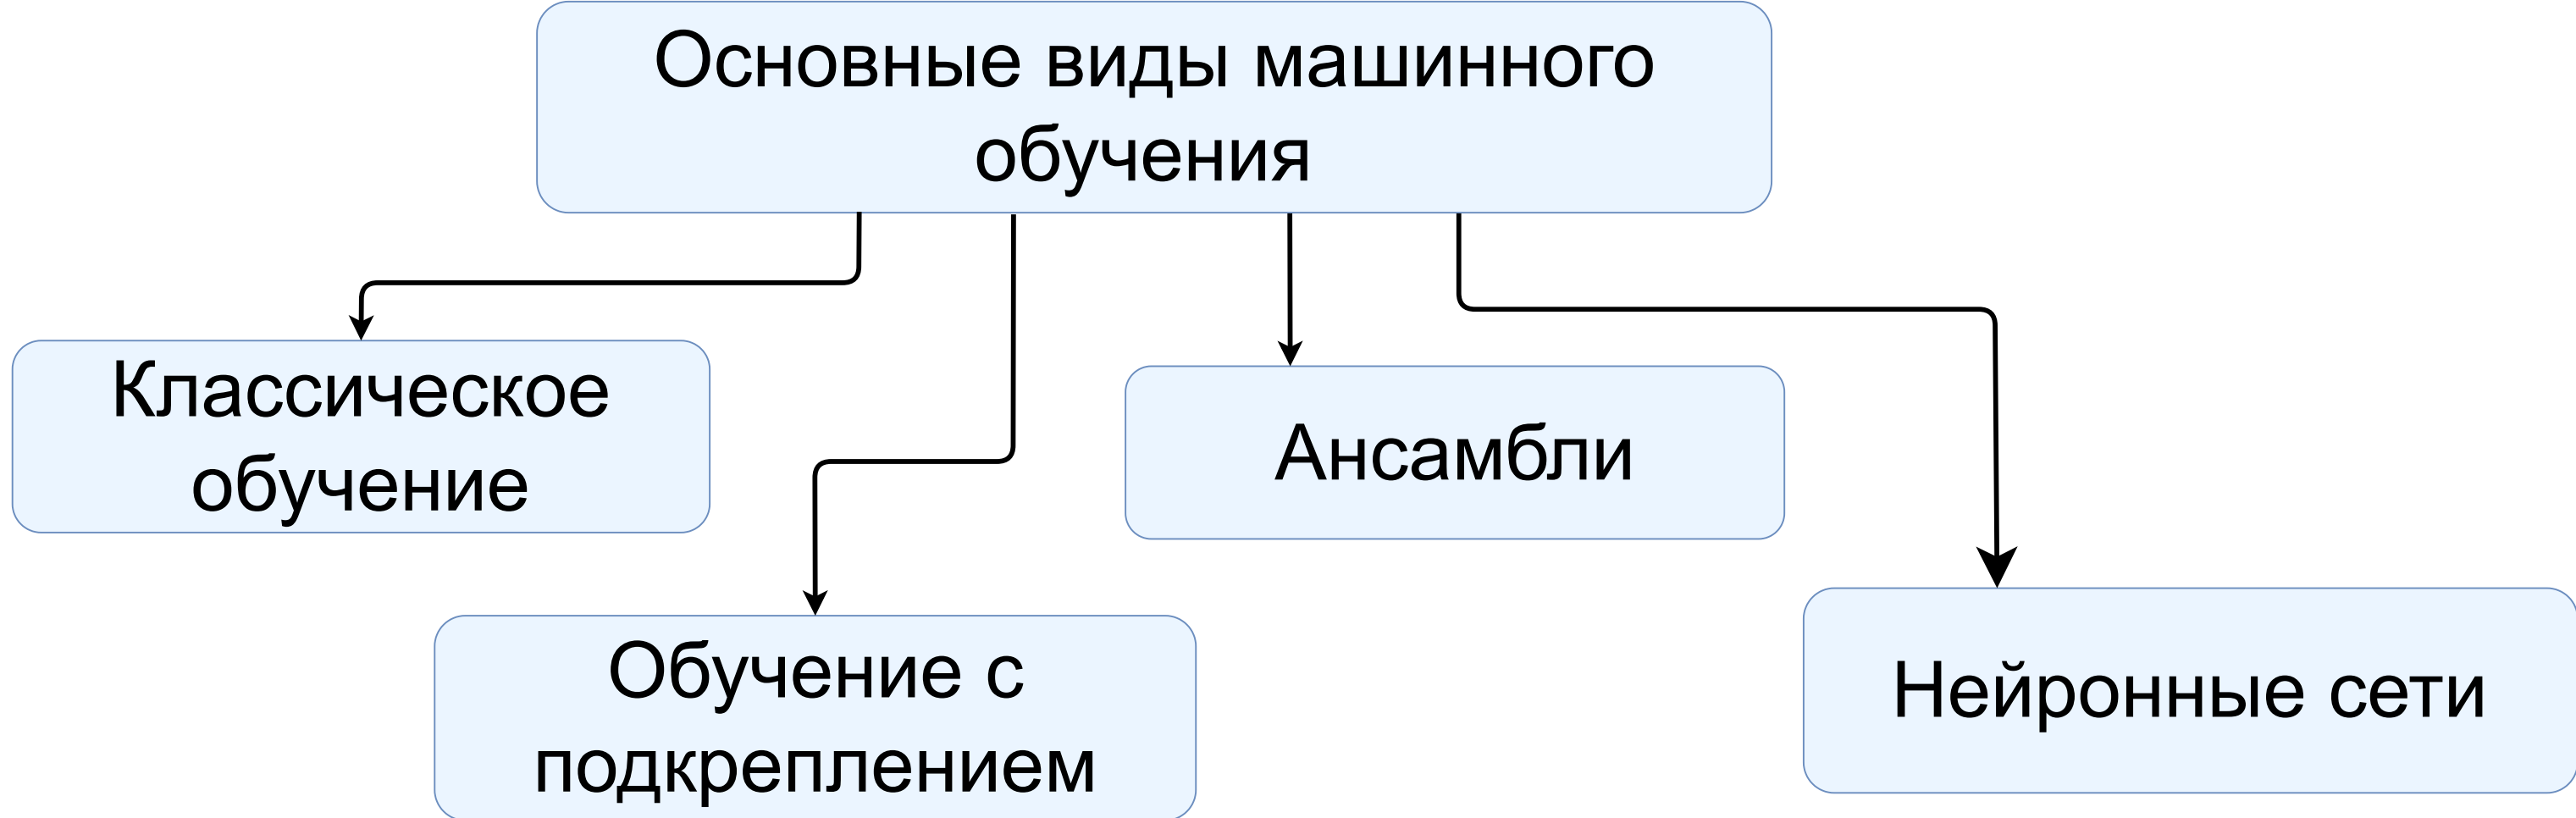 Основные виды машинного
обучения
Классическое
обучение
Ансамбли
Обучение с
подкреплением
Нейронные сети